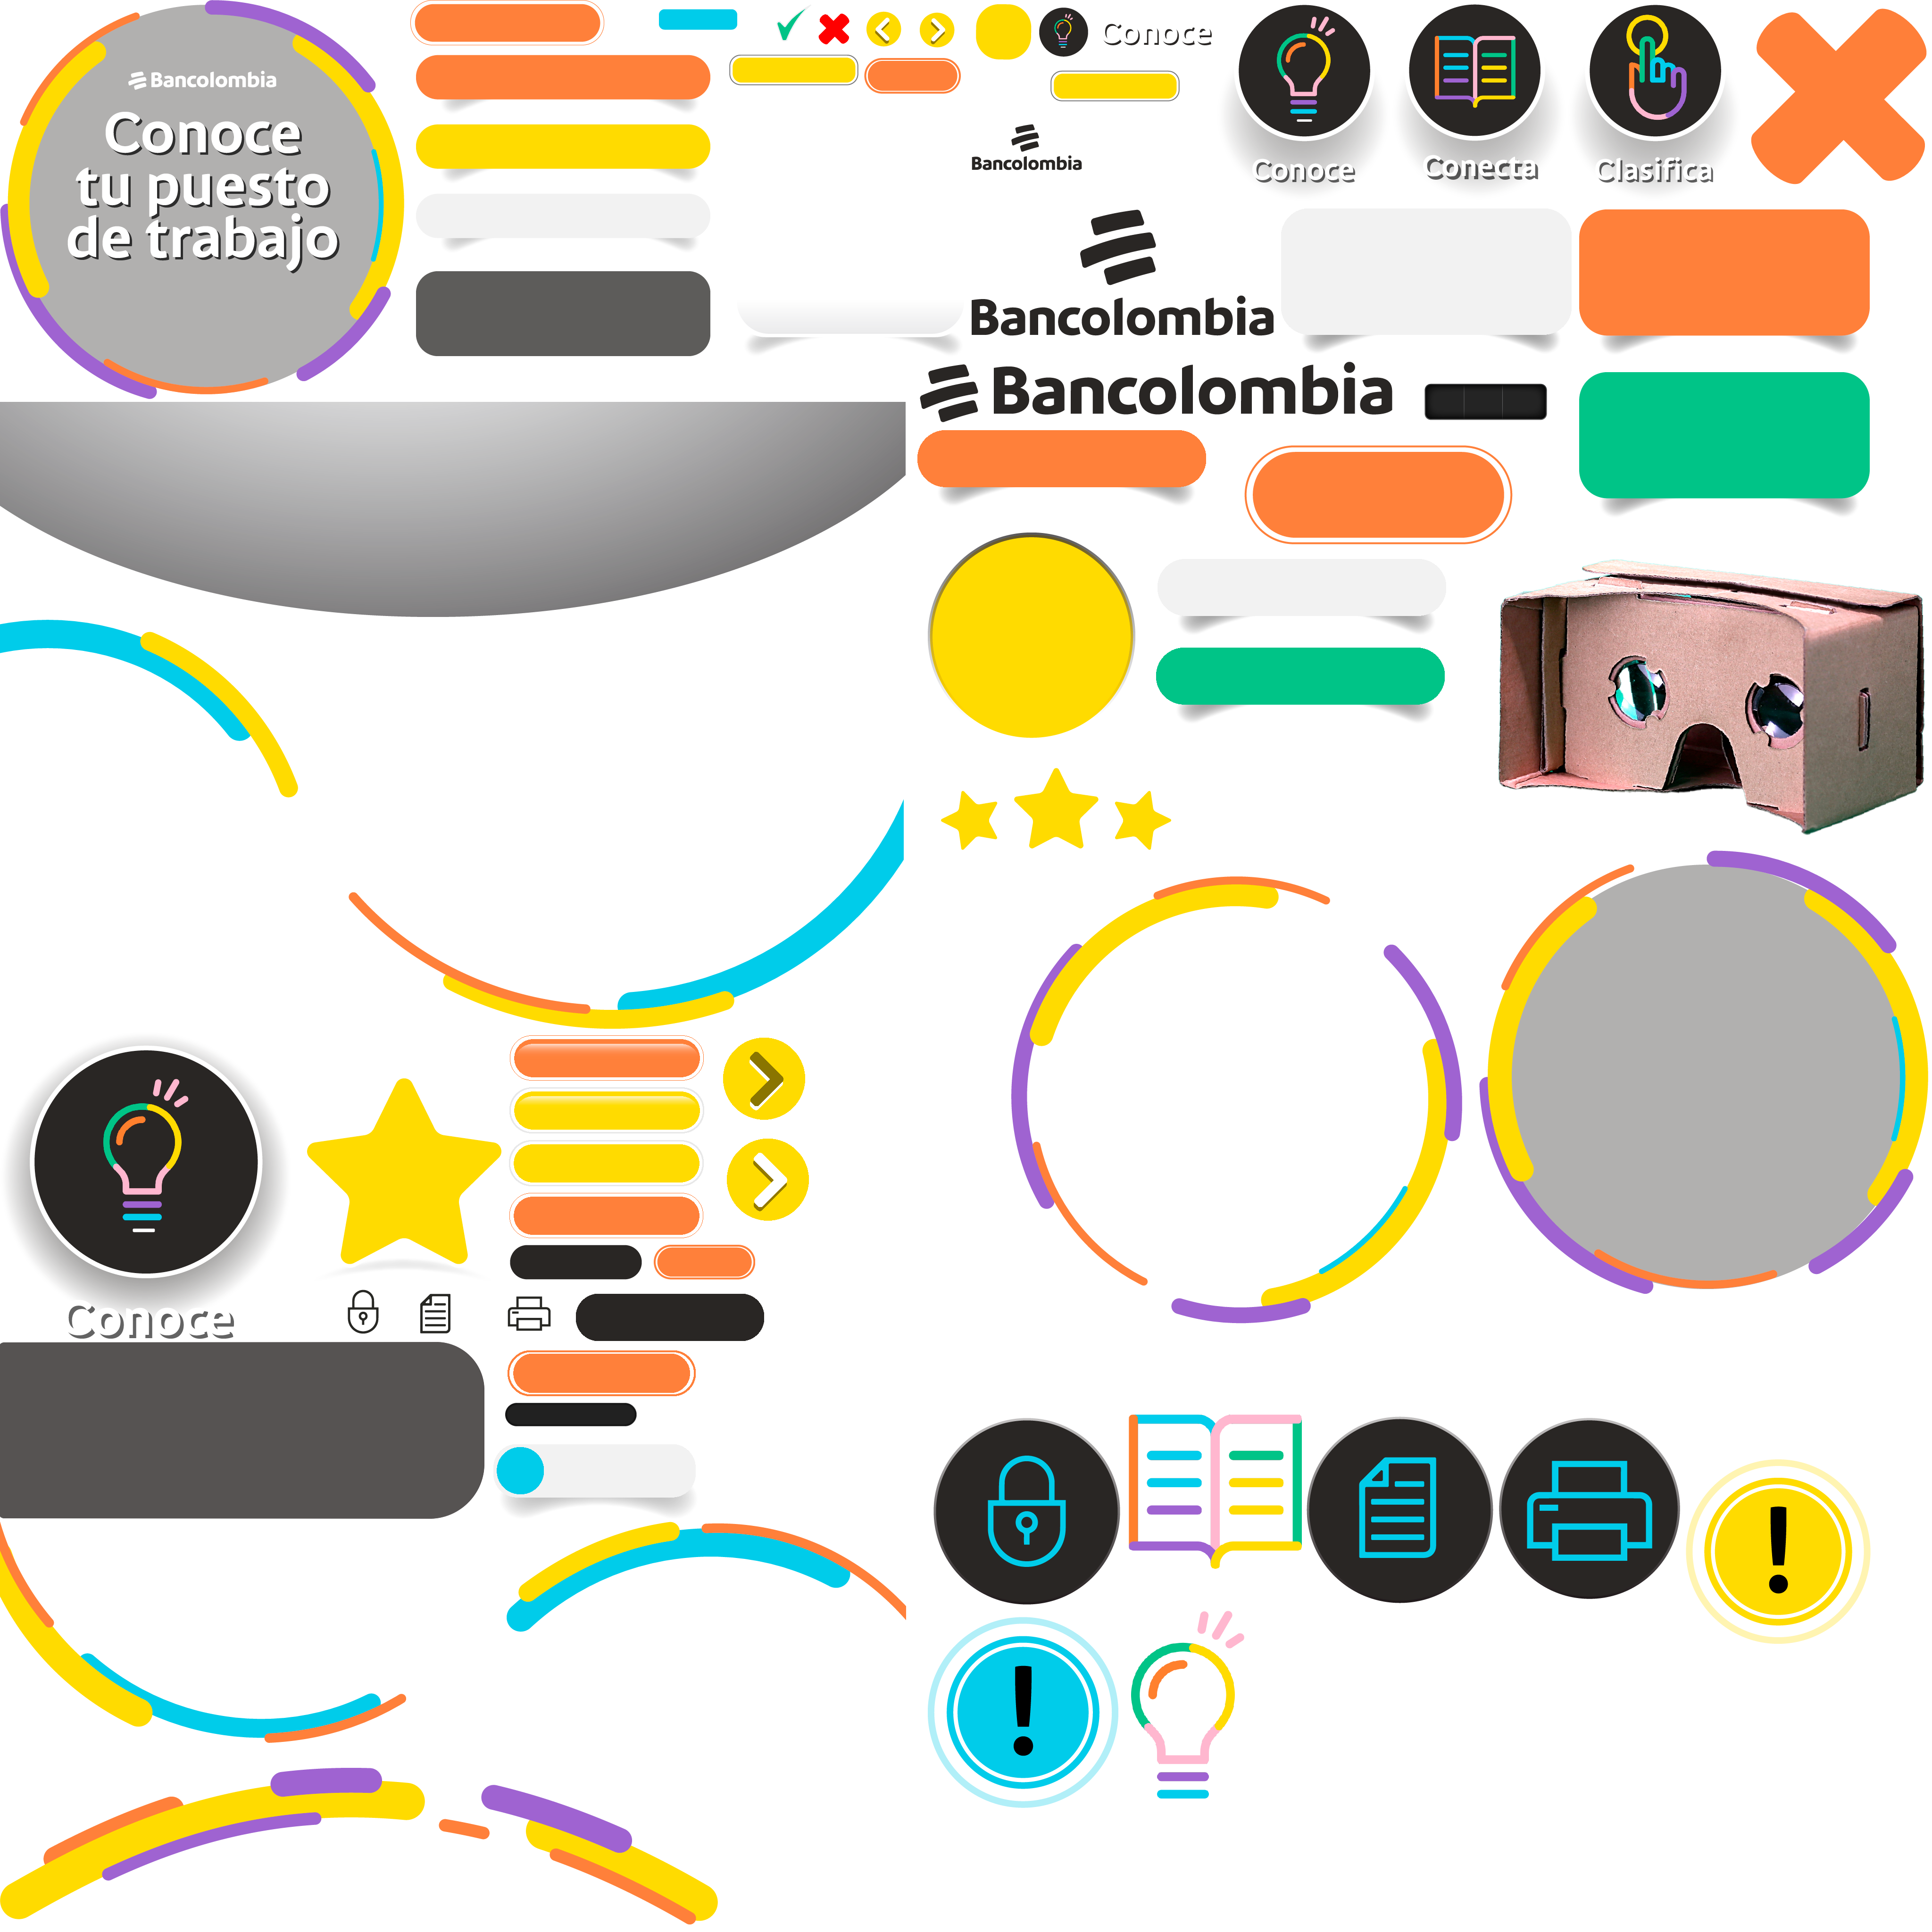 Bancolombia
Conoce
tu puesto
de trabajo
Conoce
Conoce
Conecta
Clasifica
Bancolombia
Bancolombia
Bancolombia
Conoce
!
!